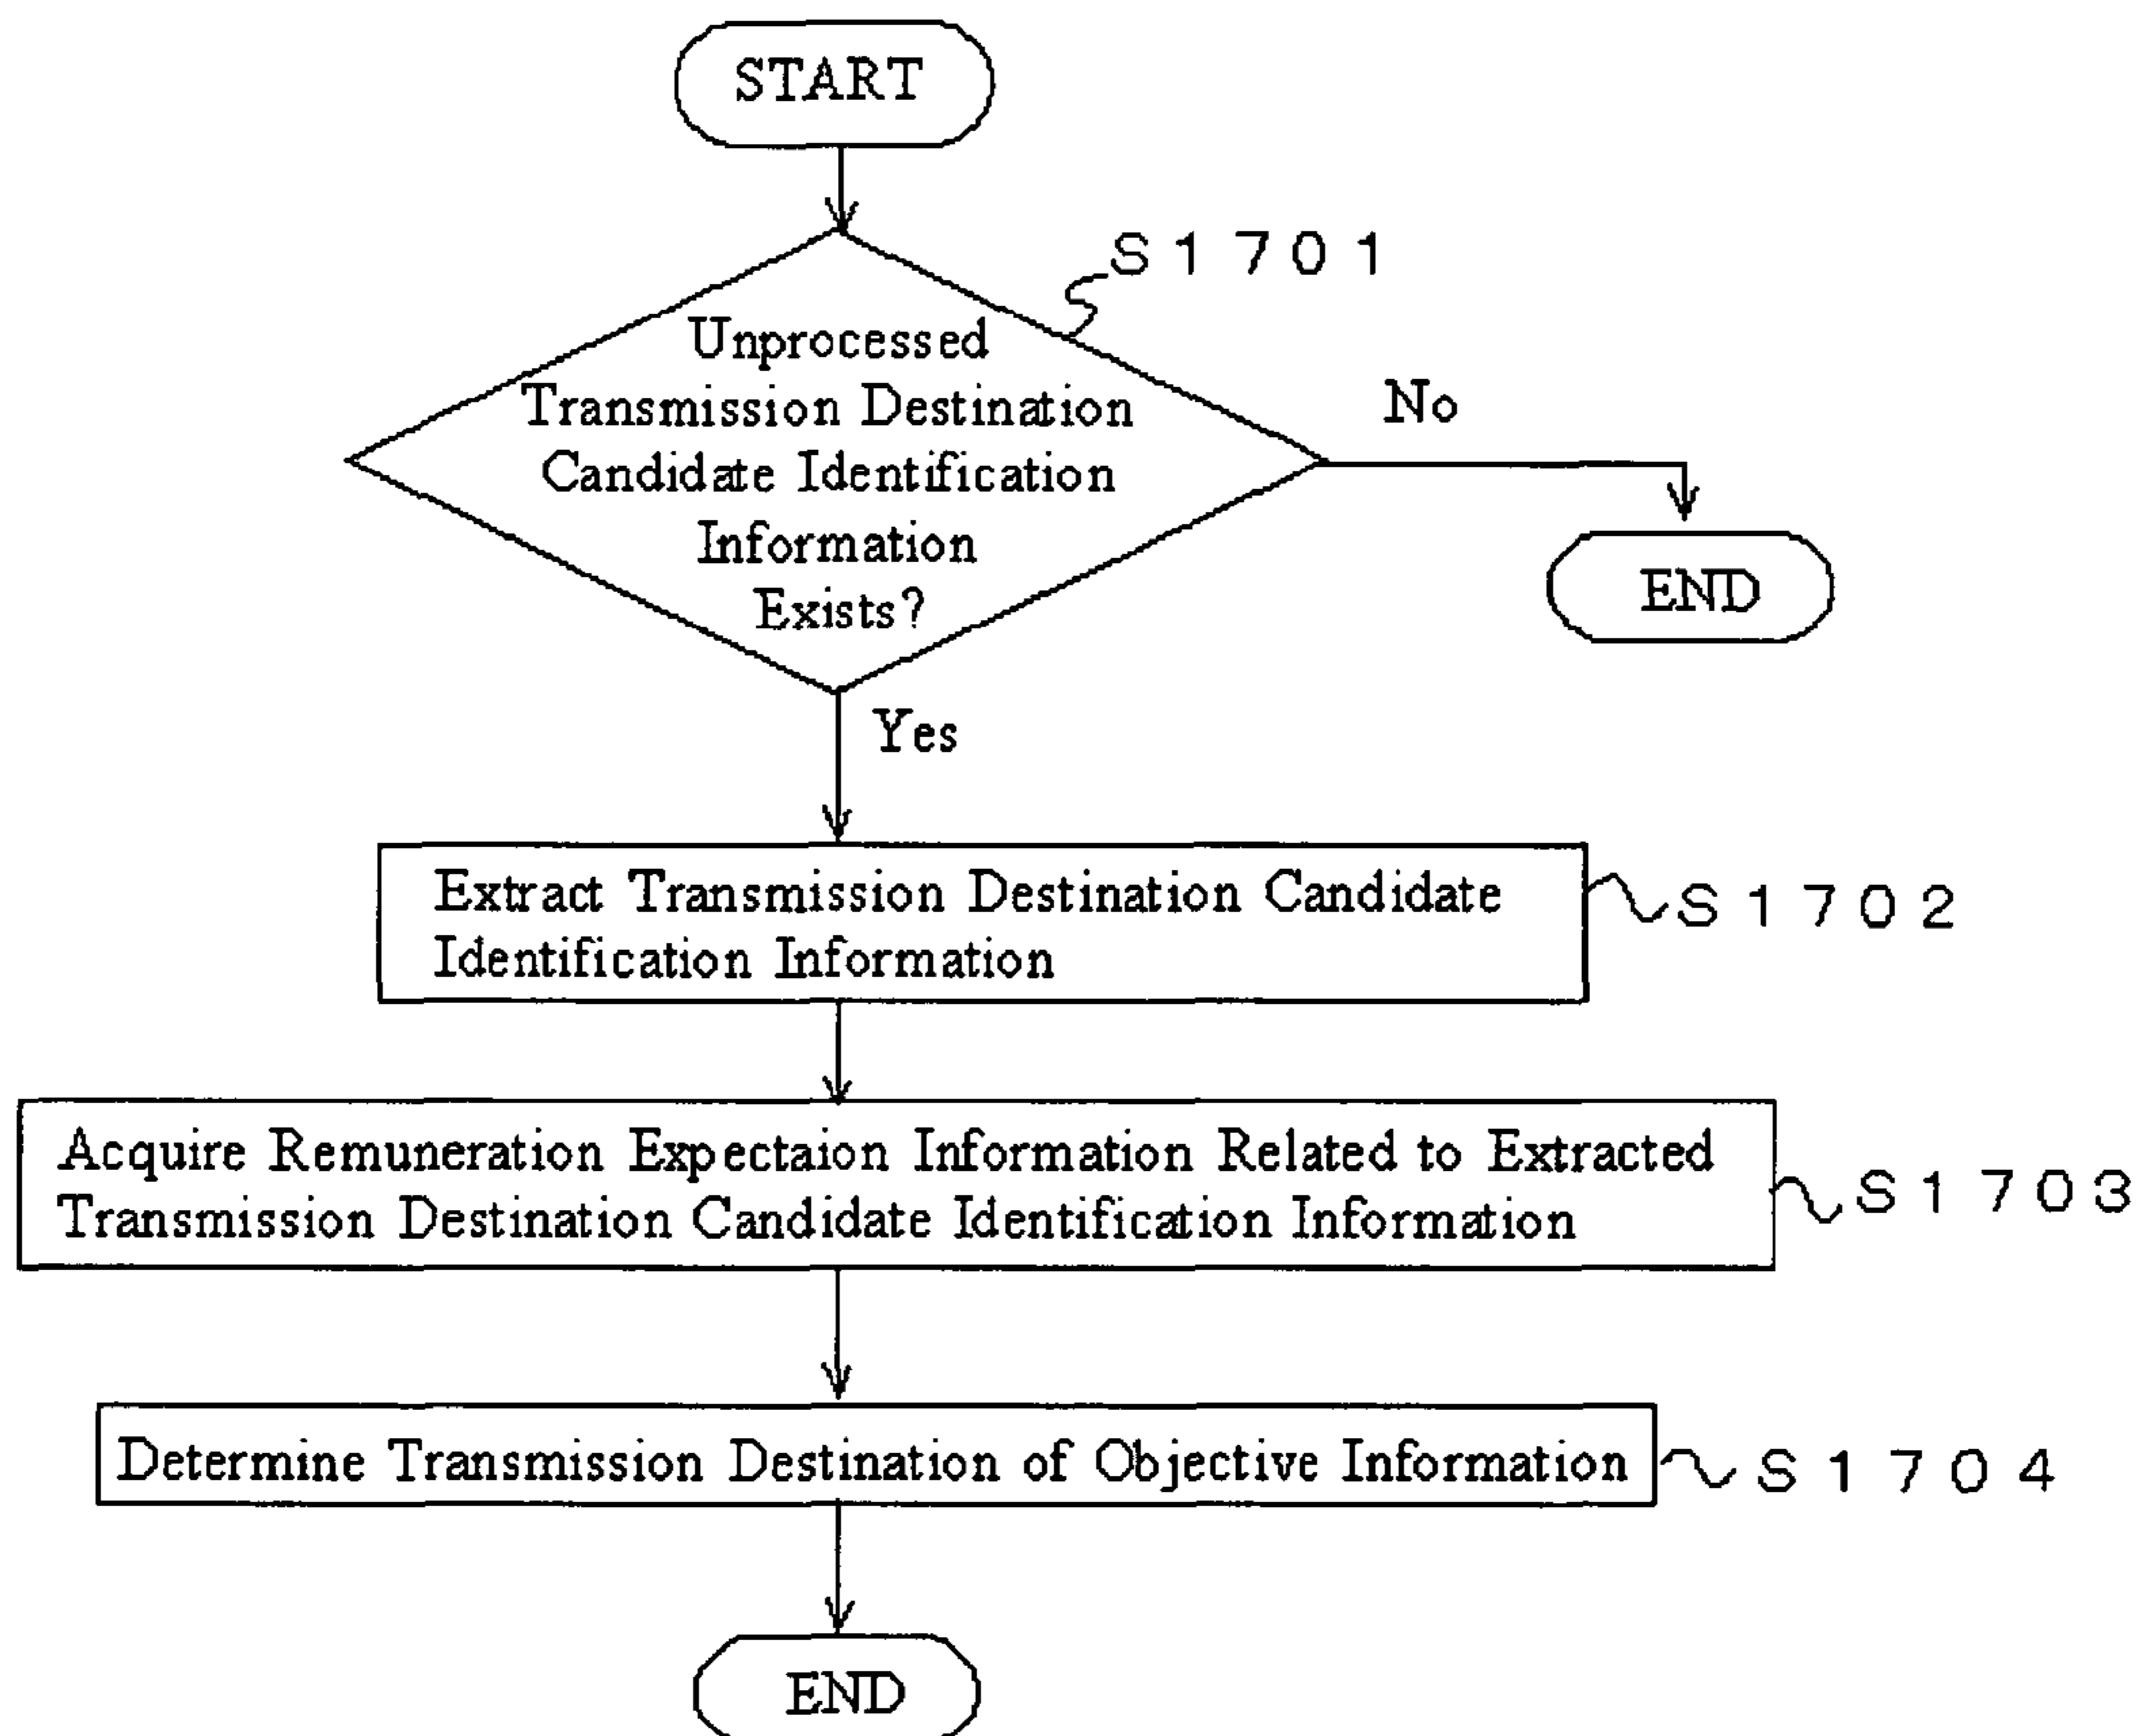 START
S1701
Unprocessed
Transmission Destination
Candidate Identification
Information
Exists?
No
END
Yes
Extract Transmission Destination Candidate
Identification Information
S1702
Acquire Remuneration Expectaion Information Related to Extracted
Transmission Destination Candidate Identification Information
S1703
Determine Transmission Destination of Objective Information
S1704
END